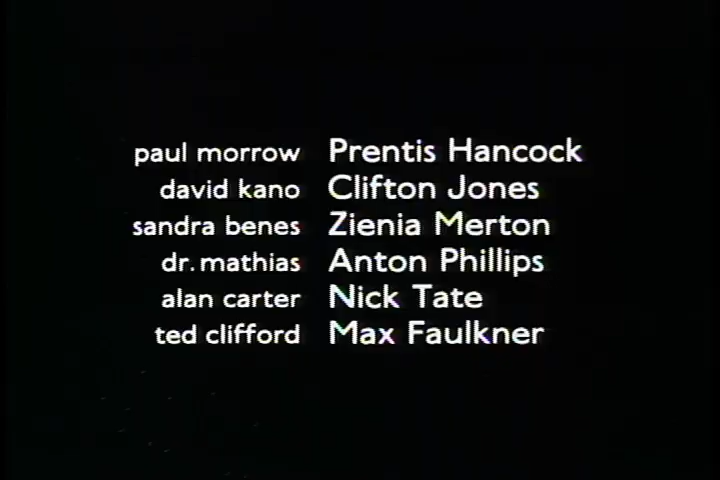 paul morrow Prentis Hancock
david kano Clifton Jones
sandra benes Zienia Merton
dr. mathias Anton Phillips
alan carter Nick Tate
ted clifford Max Faulkner